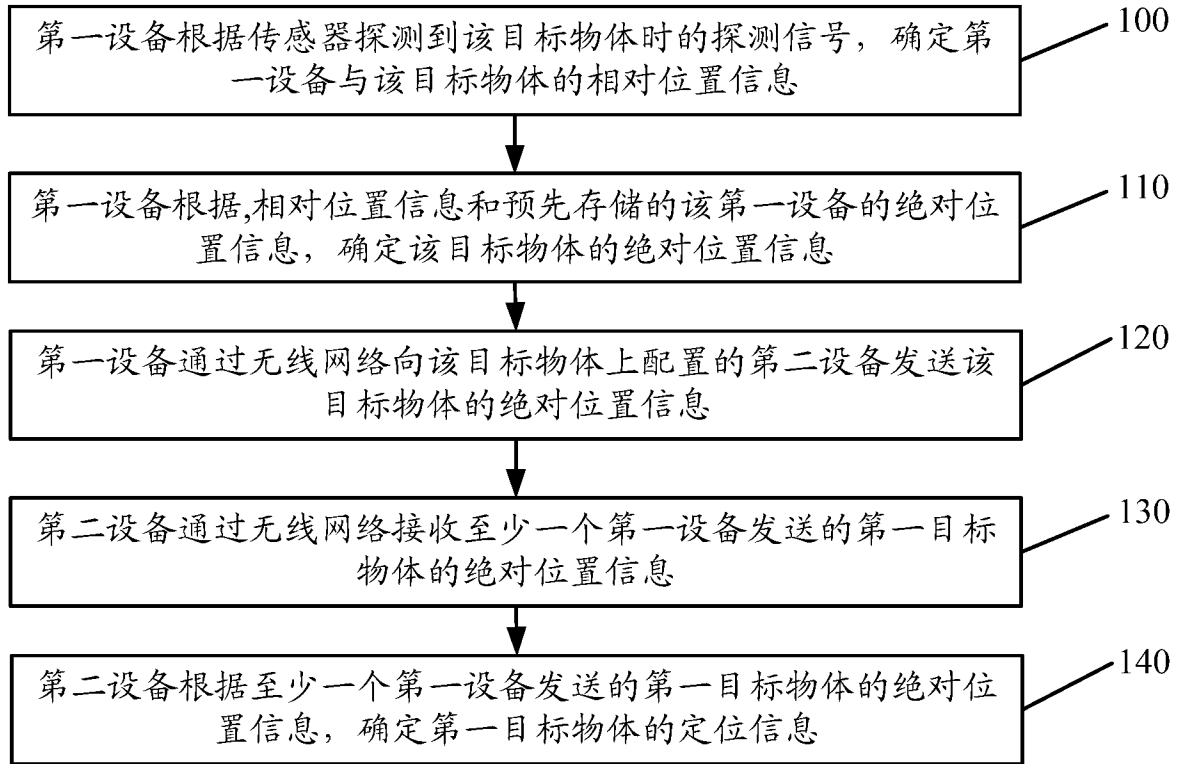 第一设备根据传感器探测到该目标物体时的探测信号，确定第
一设备与该目标物体的相对位置信息
100
第一设备根据,相对位置信息和预先存储的该第一设备的绝对位
置信息，确定该目标物体的绝对位置信息
110
第一设备通过无线网络向该目标物体上配置的第二设备发送该
目标物体的绝对位置信息
120
第二设备通过无线网络接收至少一个第一设备发送的第一目标
物体的绝对位置信息
130
第二设备根据至少一个第一设备发送的第一目标物体的绝对位
置信息，确定第一目标物体的定位信息
140